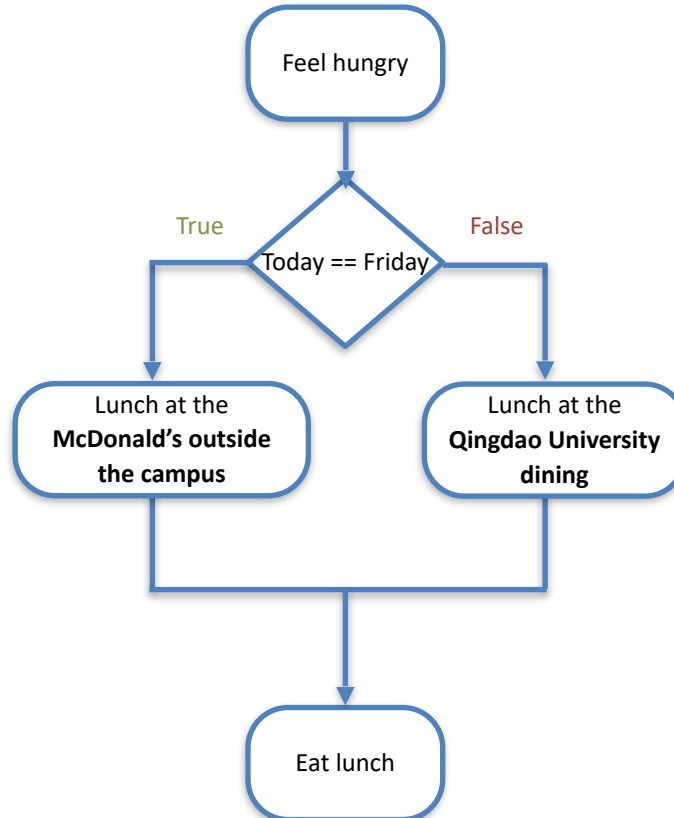 Feel hungry
True
False
Today == Friday
Lunch at the
McDonald’s outside
the campus
Lunch at the
Qingdao University
dining
Eat lunch